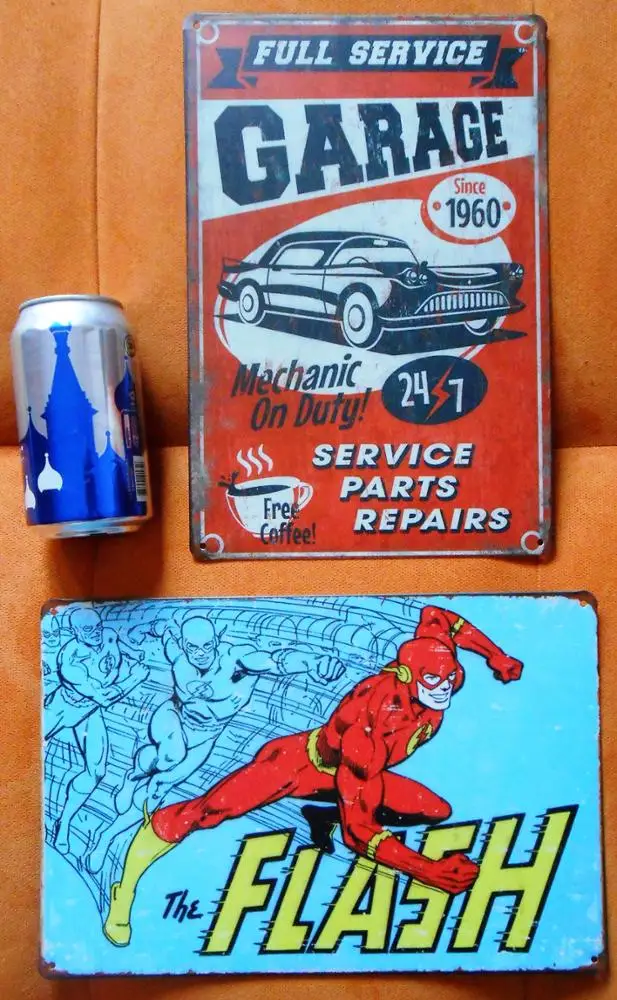 FULL SERVICE
GARAGE
Since
1960
Mechanic
On Duty!
24 7
SERVICE
PARTS
REPAIRS
Free
Coffee!
The FLASH